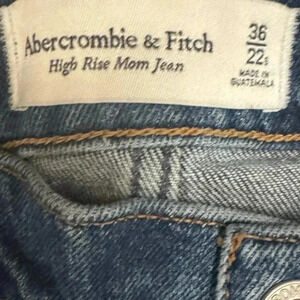 Abercrombie & Fitch
High Rise Mom Jean
36
22S
MADE IN
GUATEMALA